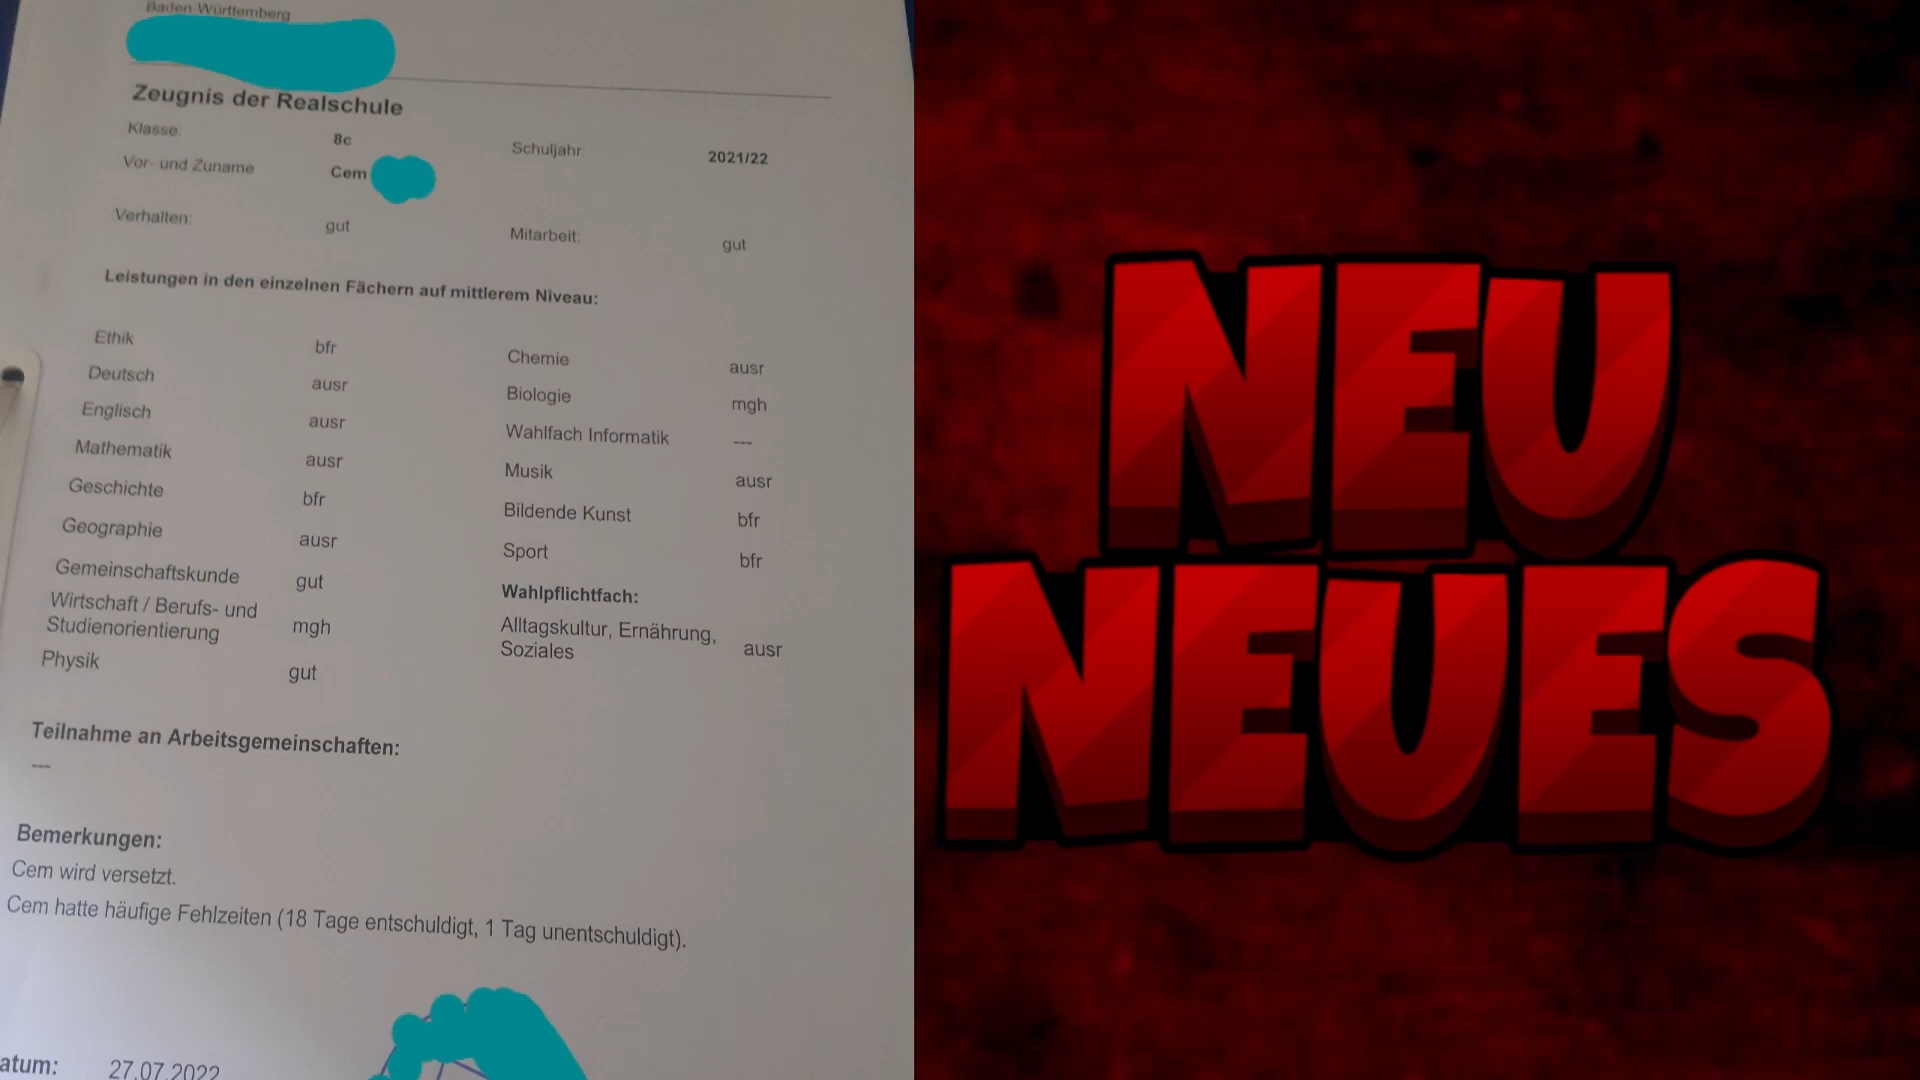 Baden-Württemberg
Zeugnis der Realschule
Klasse: 8c Schuljahr: 2021/22
Vor- und Zuname Cem
Verhalten: gut Mitarbeit: gut
Leistungen in den einzelnen Fächern auf mittlerem Niveau:
Ethik bfr
Deutsch ausr
Englisch ausr
Mathematik ausr
Geschichte bfr
Geographie ausr
Gemeinschaftskunde gut
Wirtschaft / Berufs- und
Studienorientierung mgh
Physik gut
Chemie ausr
Biologie mgh
Wahlfach Informatik ---
Musik ausr
Bildende Kunst bfr
Sport bfr
Wahlpflichtfach:
Alltagskultur, Ernährung,
Soziales ausr
Teilnahme an Arbeitsgemeinschaften:
---
Bemerkungen:
Cem wird versetzt.
Cem hatte häufige Fehlzeiten (18 Tage entschuldigt, 1 Tag unentschuldigt).
atum: 27.07.2022
NEU
NEUES